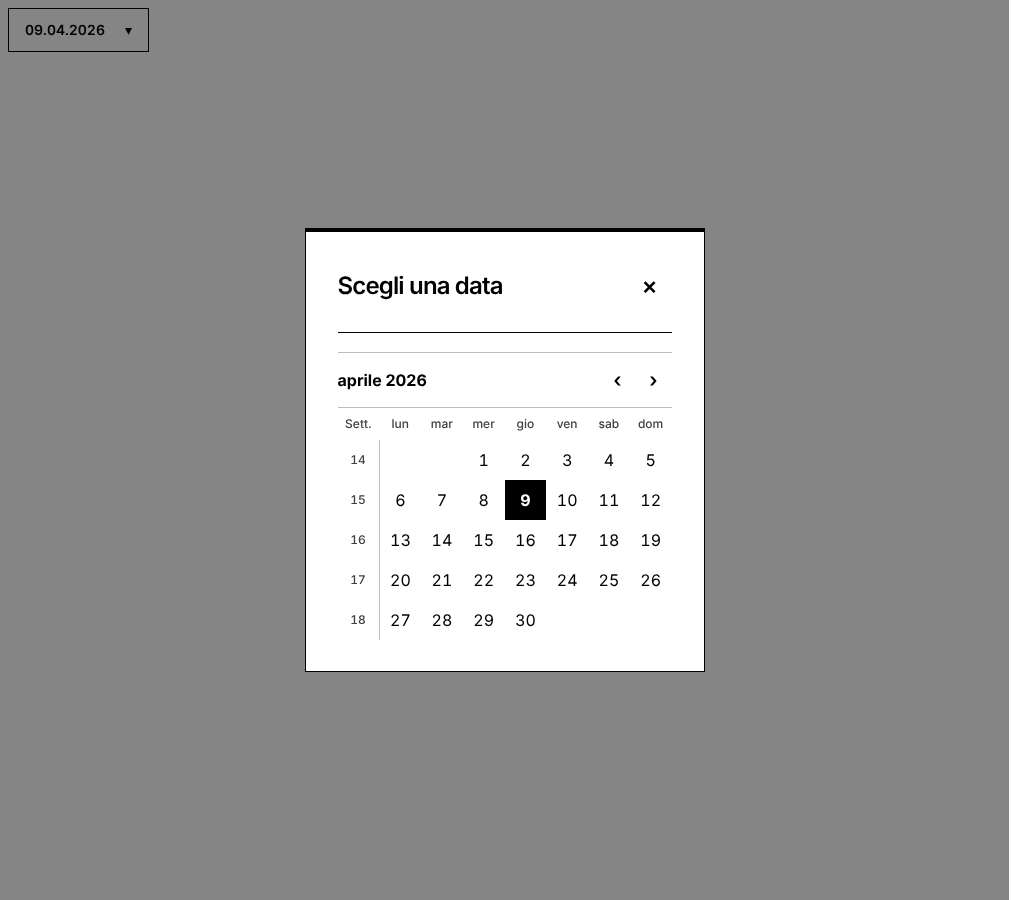 09.04.2026 ▼
Scegli una data ×
aprile 2026 ‹ ›
Sett. lun mar mer gio ven sab dom
14 1 2 3 4 5
15 6 7 8 9 10 11 12
16 13 14 15 16 17 18 19
17 20 21 22 23 24 25 26
18 27 28 29 30